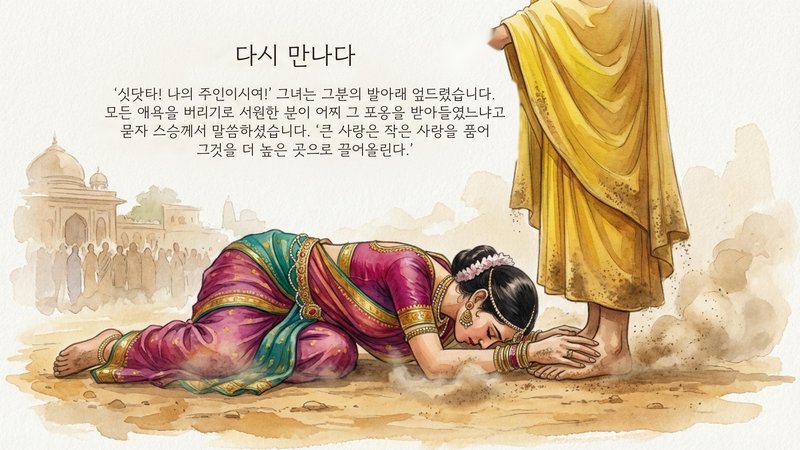 다시 만나다
‘싯닷타! 나의 주인이시여!’ 그녀는 그분의 발아래 엎드렸습니다.
모든 애욕을 버리기로 서원한 분이 어찌 그 포옹을 받아들였느냐고
묻자 스승께서 말씀하셨습니다. ‘큰 사랑은 작은 사랑을 품어
그것을 더 높은 곳으로 끌어올린다.’